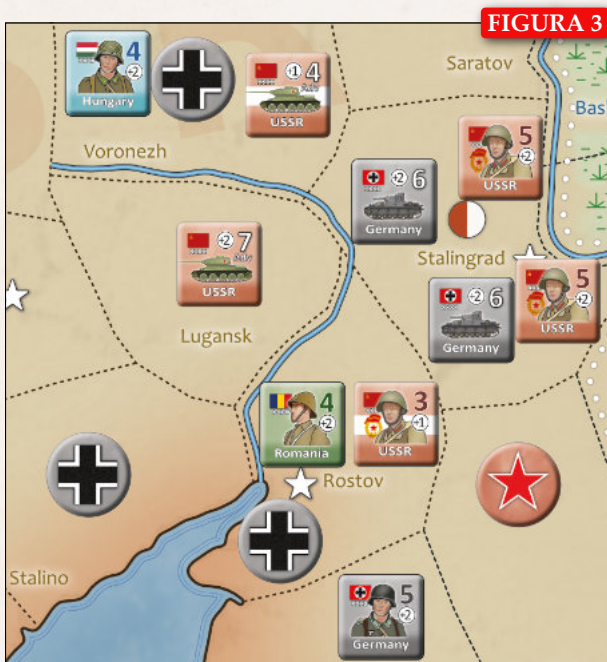 FIGURA 3
4
+2
Hungary
+1 4
USSR
Saratov
Bas
Voronezh
5
+2
USSR
+2 6
Germany
+2 7
USSR
Stalingrad
5
+2
USSR
+2 6
Germany
Lugansk
4
+2
Romania
3
+1
USSR
Rostov
Stalino
5
+2
Germany